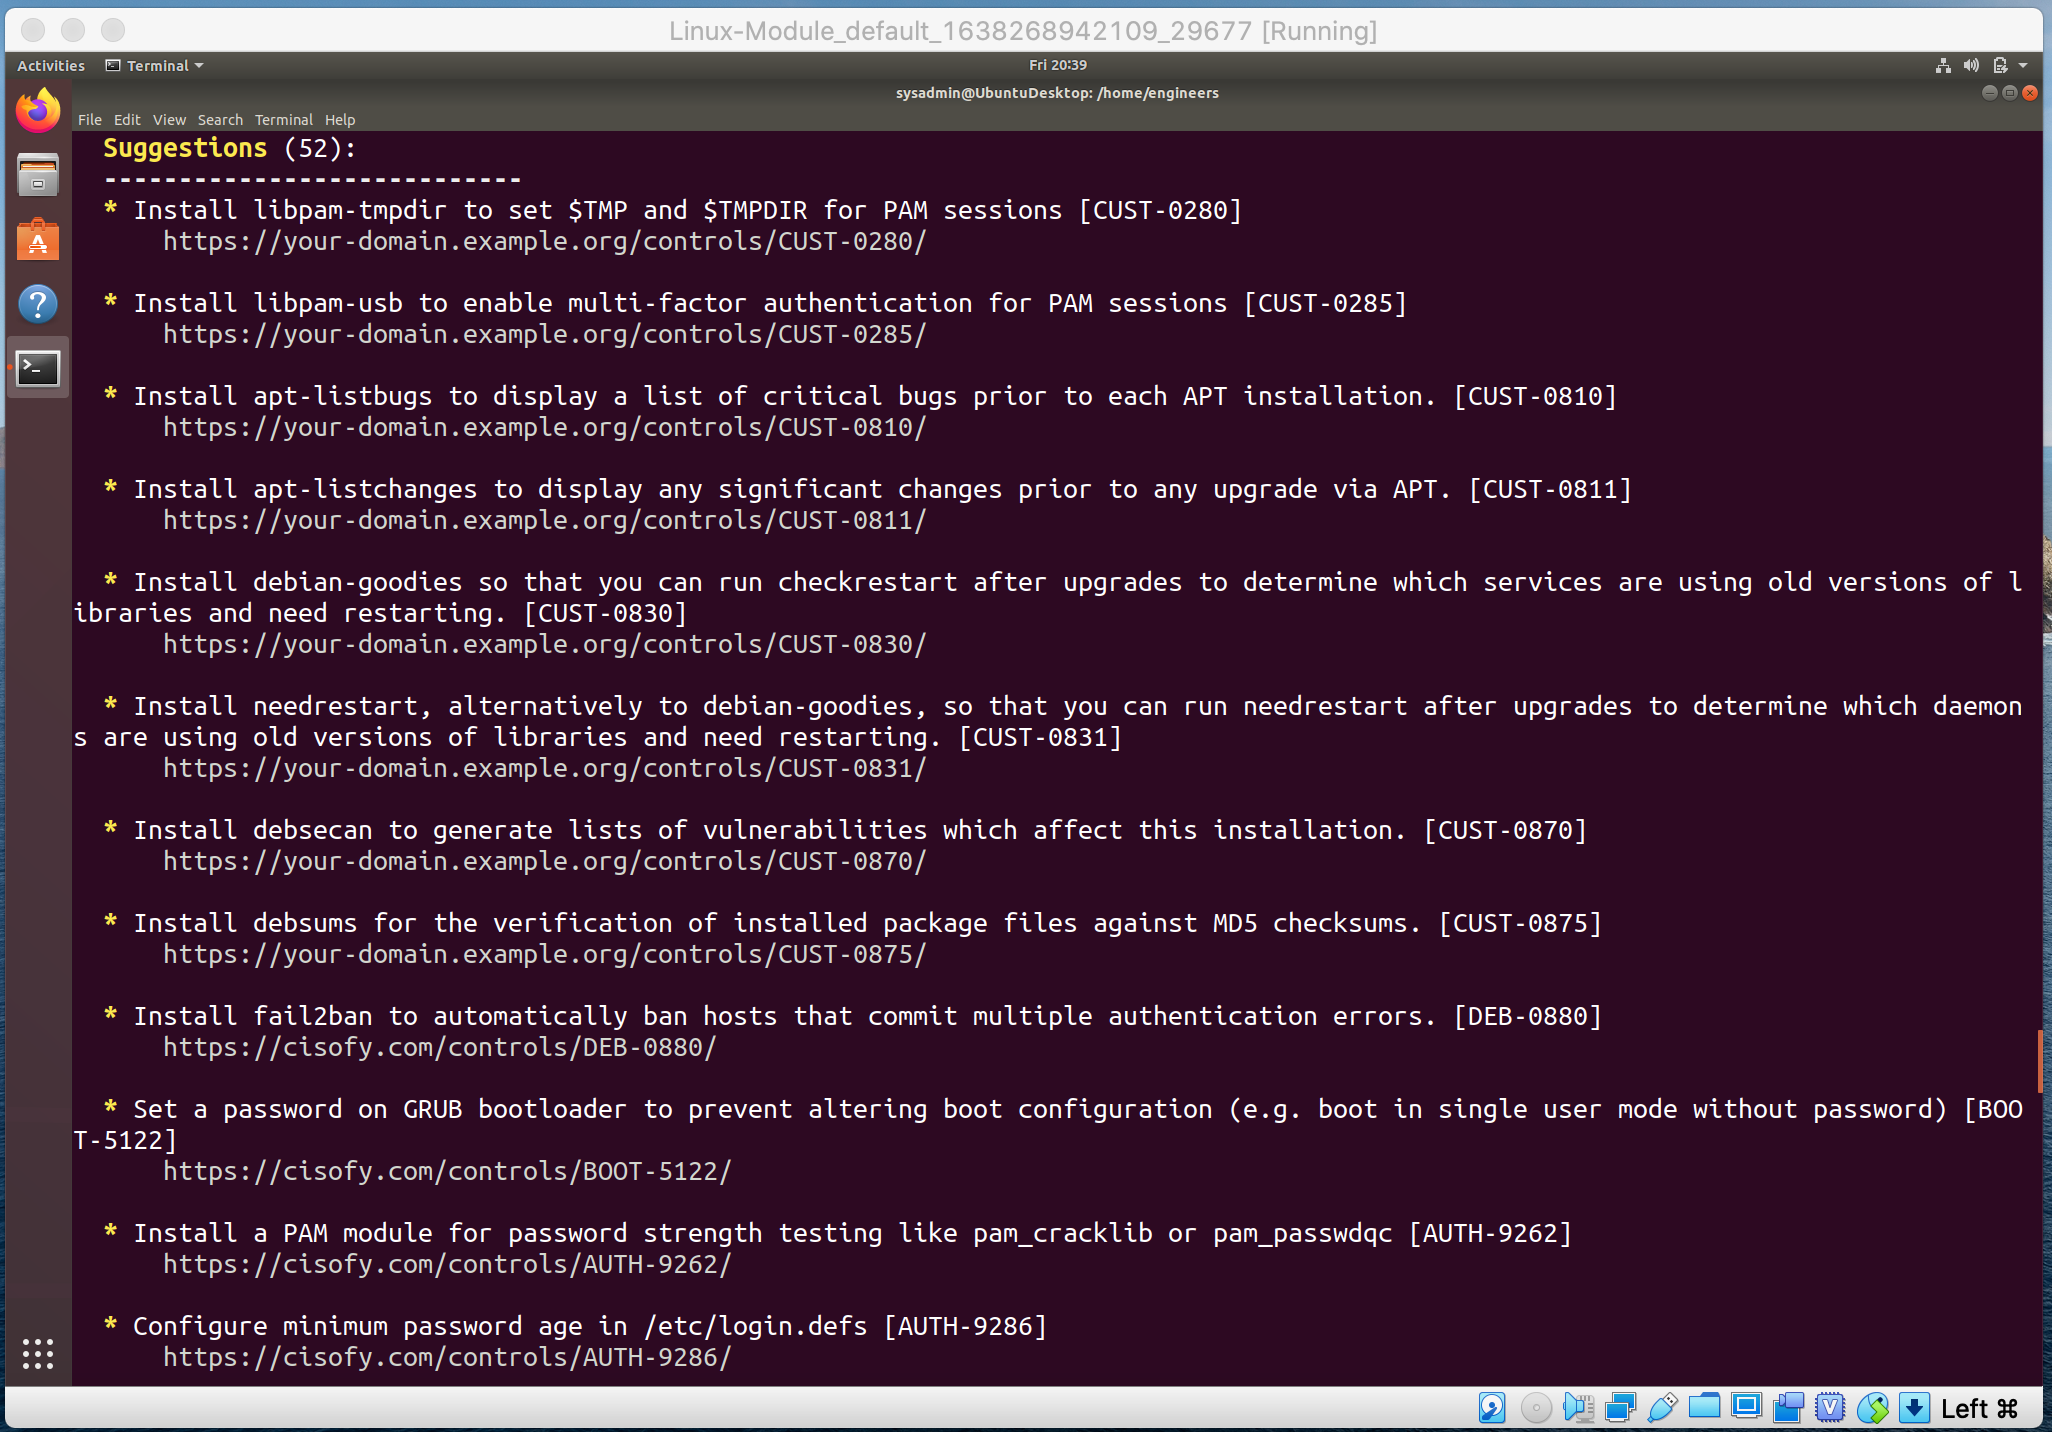 Linux-Module_default_1638268942109_29677 [Running]
Activities Terminal Fri 20:39
sysadmin@UbuntuDesktop: /home/engineers
File Edit View Search Terminal Help
Suggestions (52):
----------------------------
* Install libpam-tmpdir to set $TMP and $TMPDIR for PAM sessions [CUST-0280]
https://your-domain.example.org/controls/CUST-0280/
* Install libpam-usb to enable multi-factor authentication for PAM sessions [CUST-0285]
https://your-domain.example.org/controls/CUST-0285/
* Install apt-listbugs to display a list of critical bugs prior to each APT installation. [CUST-0810]
https://your-domain.example.org/controls/CUST-0810/
* Install apt-listchanges to display any significant changes prior to any upgrade via APT. [CUST-0811]
https://your-domain.example.org/controls/CUST-0811/
* Install debian-goodies so that you can run checkrestart after upgrades to determine which services are using old versions of l
ibraries and need restarting. [CUST-0830]
https://your-domain.example.org/controls/CUST-0830/
* Install needrestart, alternatively to debian-goodies, so that you can run needrestart after upgrades to determine which daemon
s are using old versions of libraries and need restarting. [CUST-0831]
https://your-domain.example.org/controls/CUST-0831/
* Install debsecan to generate lists of vulnerabilities which affect this installation. [CUST-0870]
https://your-domain.example.org/controls/CUST-0870/
* Install debsums for the verification of installed package files against MD5 checksums. [CUST-0875]
https://your-domain.example.org/controls/CUST-0875/
* Install fail2ban to automatically ban hosts that commit multiple authentication errors. [DEB-0880]
https://cisofy.com/controls/DEB-0880/
* Set a password on GRUB bootloader to prevent altering boot configuration (e.g. boot in single user mode without password) [BOO
T-5122]
https://cisofy.com/controls/BOOT-5122/
* Install a PAM module for password strength testing like pam_cracklib or pam_passwdqc [AUTH-9262]
https://cisofy.com/controls/AUTH-9262/
* Configure minimum password age in /etc/login.defs [AUTH-9286]
https://cisofy.com/controls/AUTH-9286/
Left ⌘